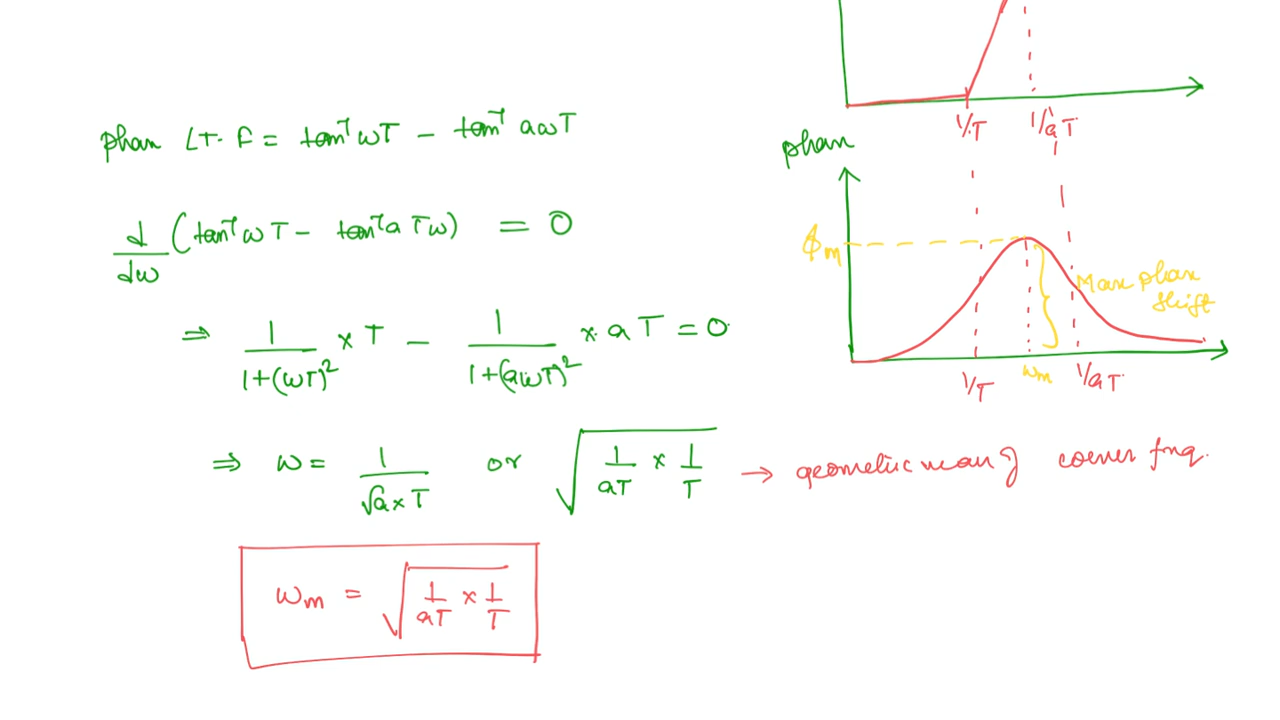 1/T 1/aT
phase
phase ∠T.F = tan⁻¹ωT − tan⁻¹ aωT
d/dω (tan⁻¹ωT − tan⁻¹aTω) = 0
ϕm
Max phase
shift
⇒ 1/(1+(ωT)²) × T − 1/(1+(aωT)²) × aT = 0
1/T ωm 1/aT
⇒ ω = 1/(√a × T) or √(1/aT × 1/T) → geometric mean of corner freq.
ωm = √(1/aT × 1/T)